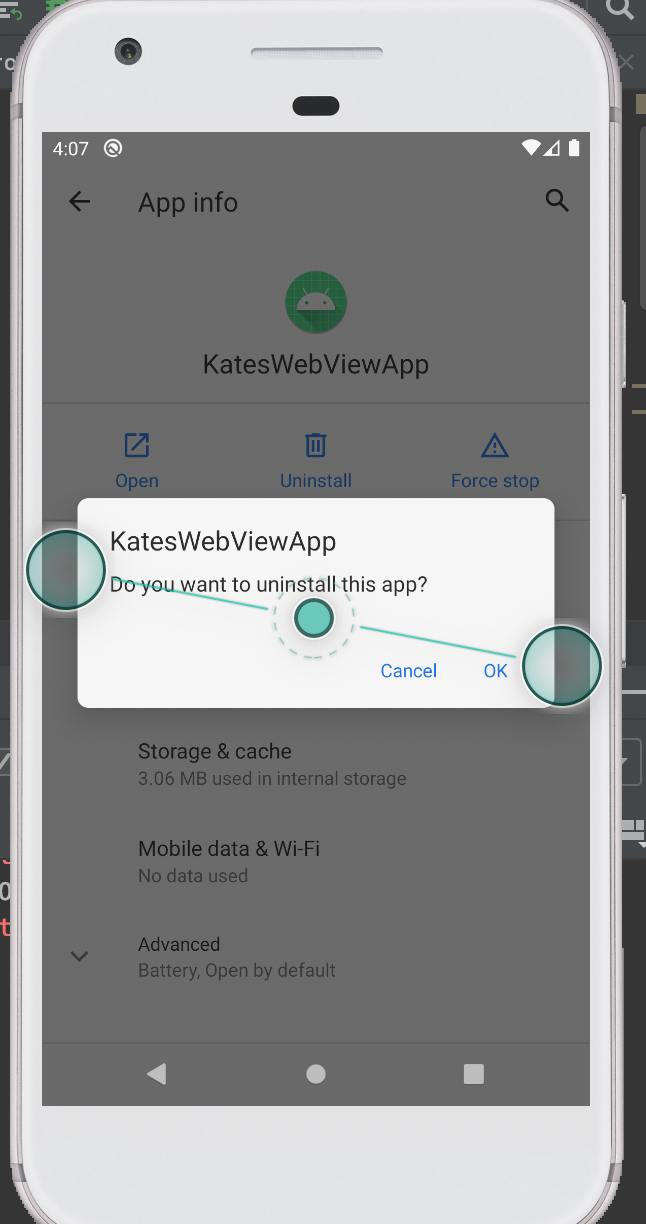 4:07
App info
KatesWebViewApp
Open Uninstall Force stop
KatesWebViewApp
Do you want to uninstall this app?
Cancel OK
Storage & cache
3.06 MB used in internal storage
Mobile data & Wi-Fi
No data used
Advanced
Battery, Open by default